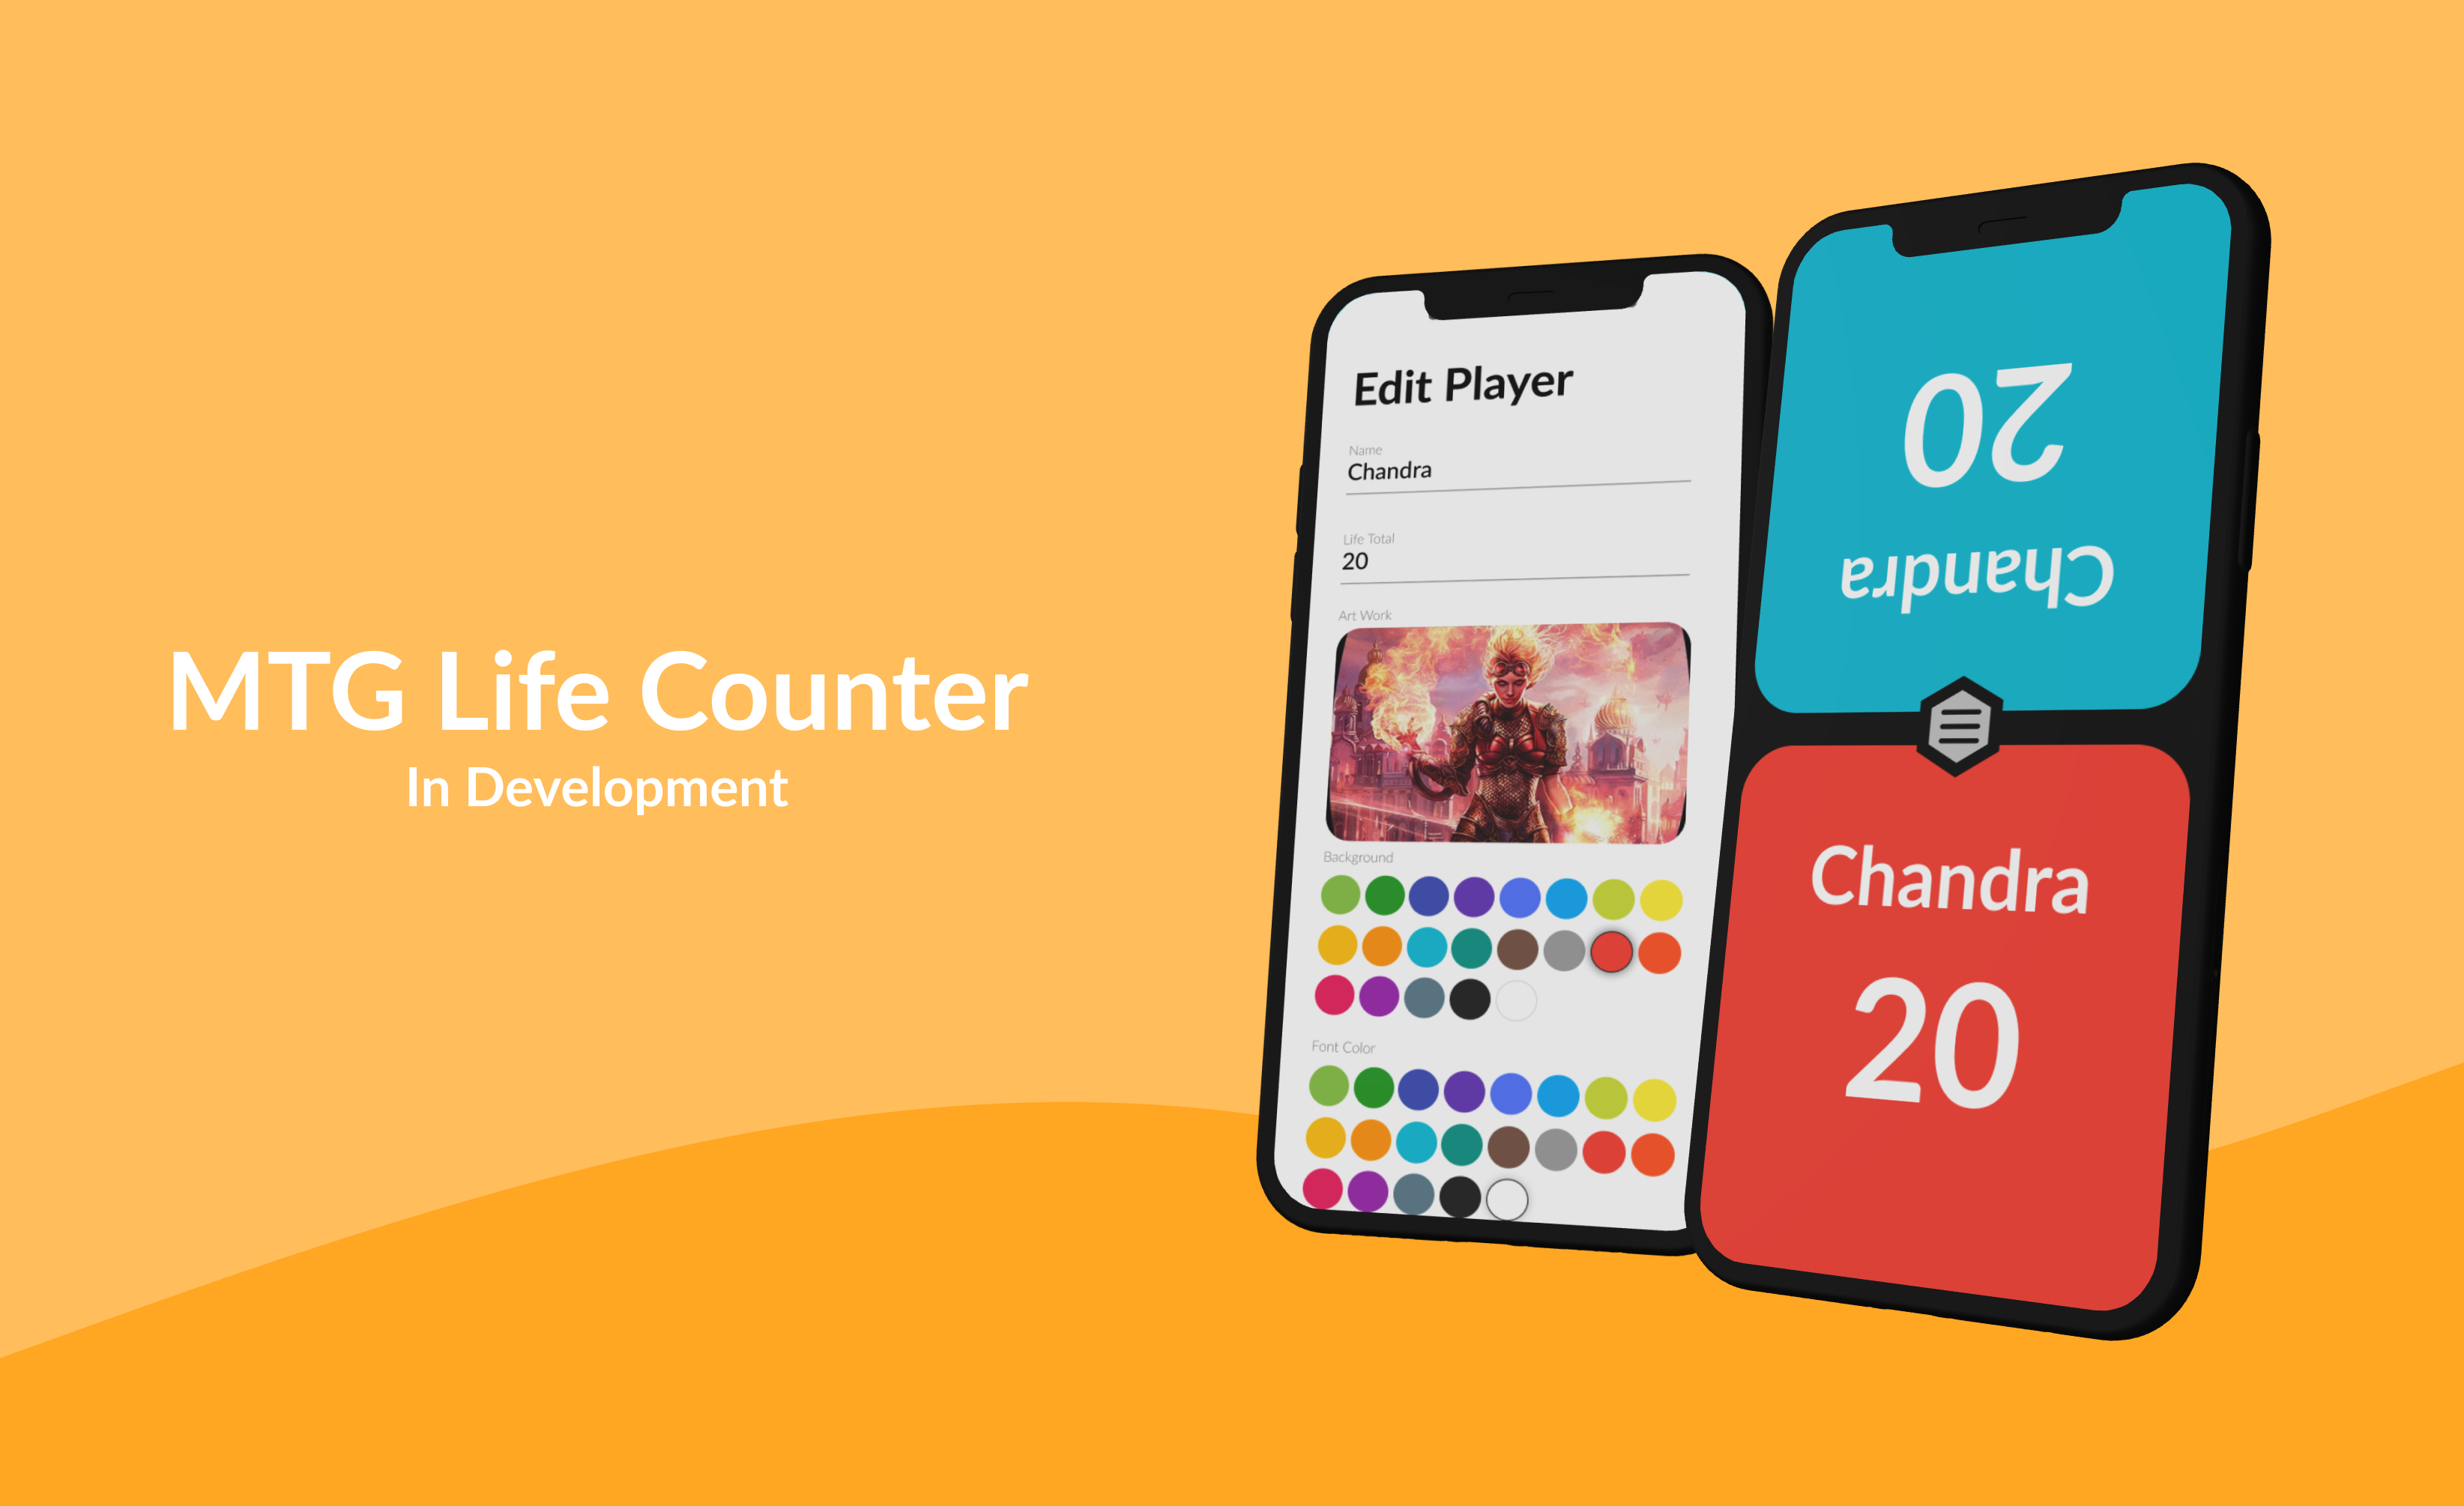 MTG Life Counter
In Development
Edit Player
Name
Chandra
Life Total
20
Art Work
Background
Font Color
20
Chandra
Chandra
20